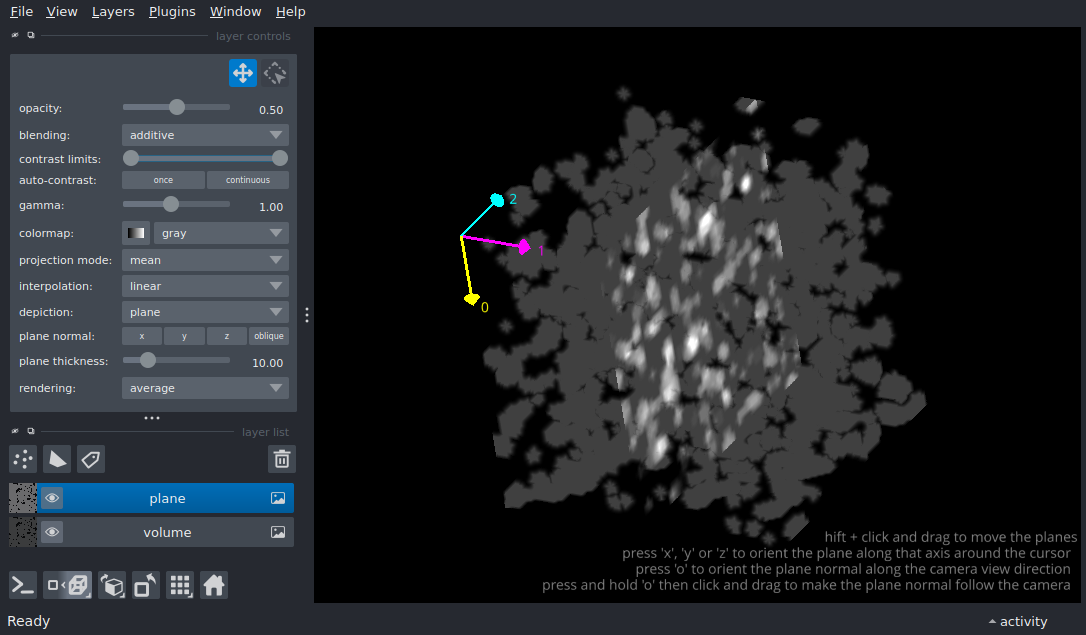 File View Layers Plugins Window Help
layer controls
opacity: 0.50
blending: additive
contrast limits:
auto-contrast: once continuous
gamma: 1.00
colormap: gray
projection mode: mean
interpolation: linear
depiction: plane
plane normal: x y z oblique
plane thickness: 10.00
rendering: average
layer list
plane
volume
2
1
0
hift + click and drag to move the planes
press 'x', 'y' or 'z' to orient the plane along that axis around the cursor
press 'o' to orient the plane normal along the camera view direction
press and hold 'o' then click and drag to make the plane normal follow the camera
Ready
activity